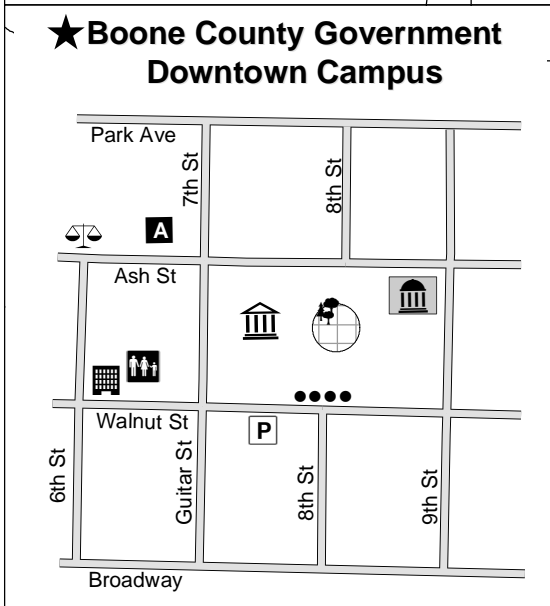 Boone County Government
Downtown Campus
Park Ave
7th St
8th St
A
Ash St
Walnut St
P
6th St
Guitar St
8th St
9th St
Broadway